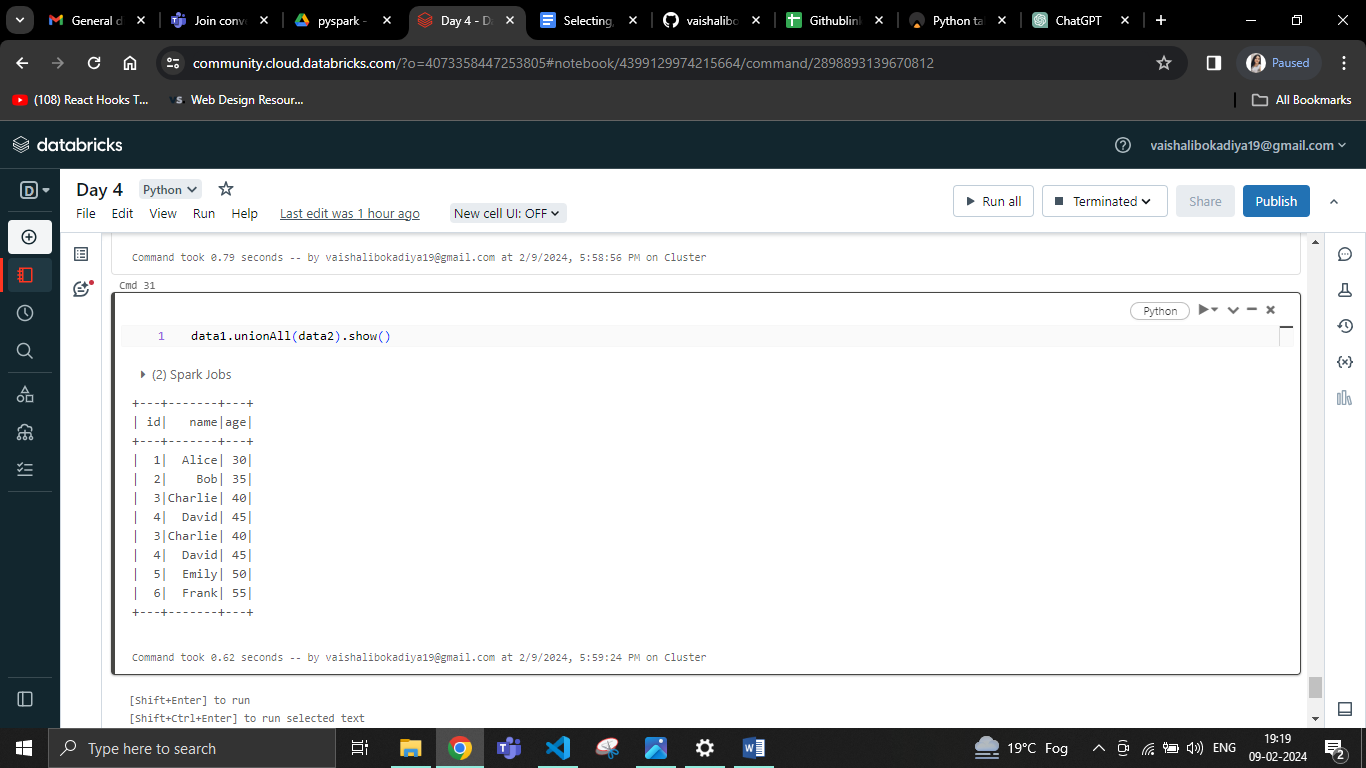 General d
Join conv
pyspark -
Day 4 - Da
Selecting,
vaishalibo
Githublink
Python ta
ChatGPT
community.cloud.databricks.com/?o=4073358447253805#notebook/4399129974215664/command/2898893139670812
Paused
(108) React Hooks T...
vs Web Design Resour...
All Bookmarks
databricks
vaishalibokadiya19@gmail.com
D
Day 4 Python
File Edit View Run Help Last edit was 1 hour ago New cell UI: OFF
Run all Terminated Share Publish
Command took 0.79 seconds -- by vaishalibokadiya19@gmail.com at 2/9/2024, 5:58:56 PM on Cluster
Cmd 31
Python
1 data1.unionAll(data2).show()
(2) Spark Jobs
+---+-------+---+
| id|   name|age|
+---+-------+---+
|  1|  Alice| 30|
|  2|    Bob| 35|
|  3|Charlie| 40|
|  4|  David| 45|
|  3|Charlie| 40|
|  4|  David| 45|
|  5|  Emily| 50|
|  6|  Frank| 55|
+---+-------+---+
Command took 0.62 seconds -- by vaishalibokadiya19@gmail.com at 2/9/2024, 5:59:24 PM on Cluster
[Shift+Enter] to run
[Shift+Ctrl+Enter] to run selected text
Type here to search
19°C Fog
ENG
19:19
09-02-2024
2